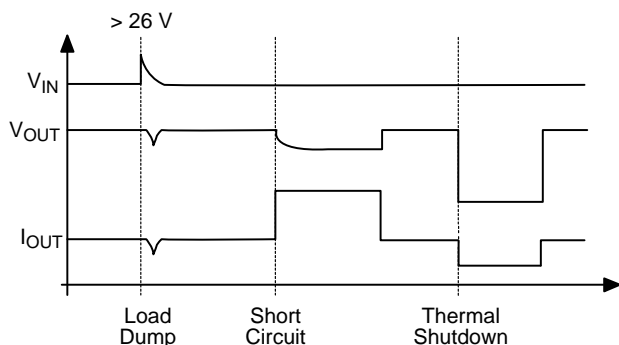 > 26 V
VIN
VOUT
IOUT
Load
Dump
Short
Circuit
Thermal
Shutdown